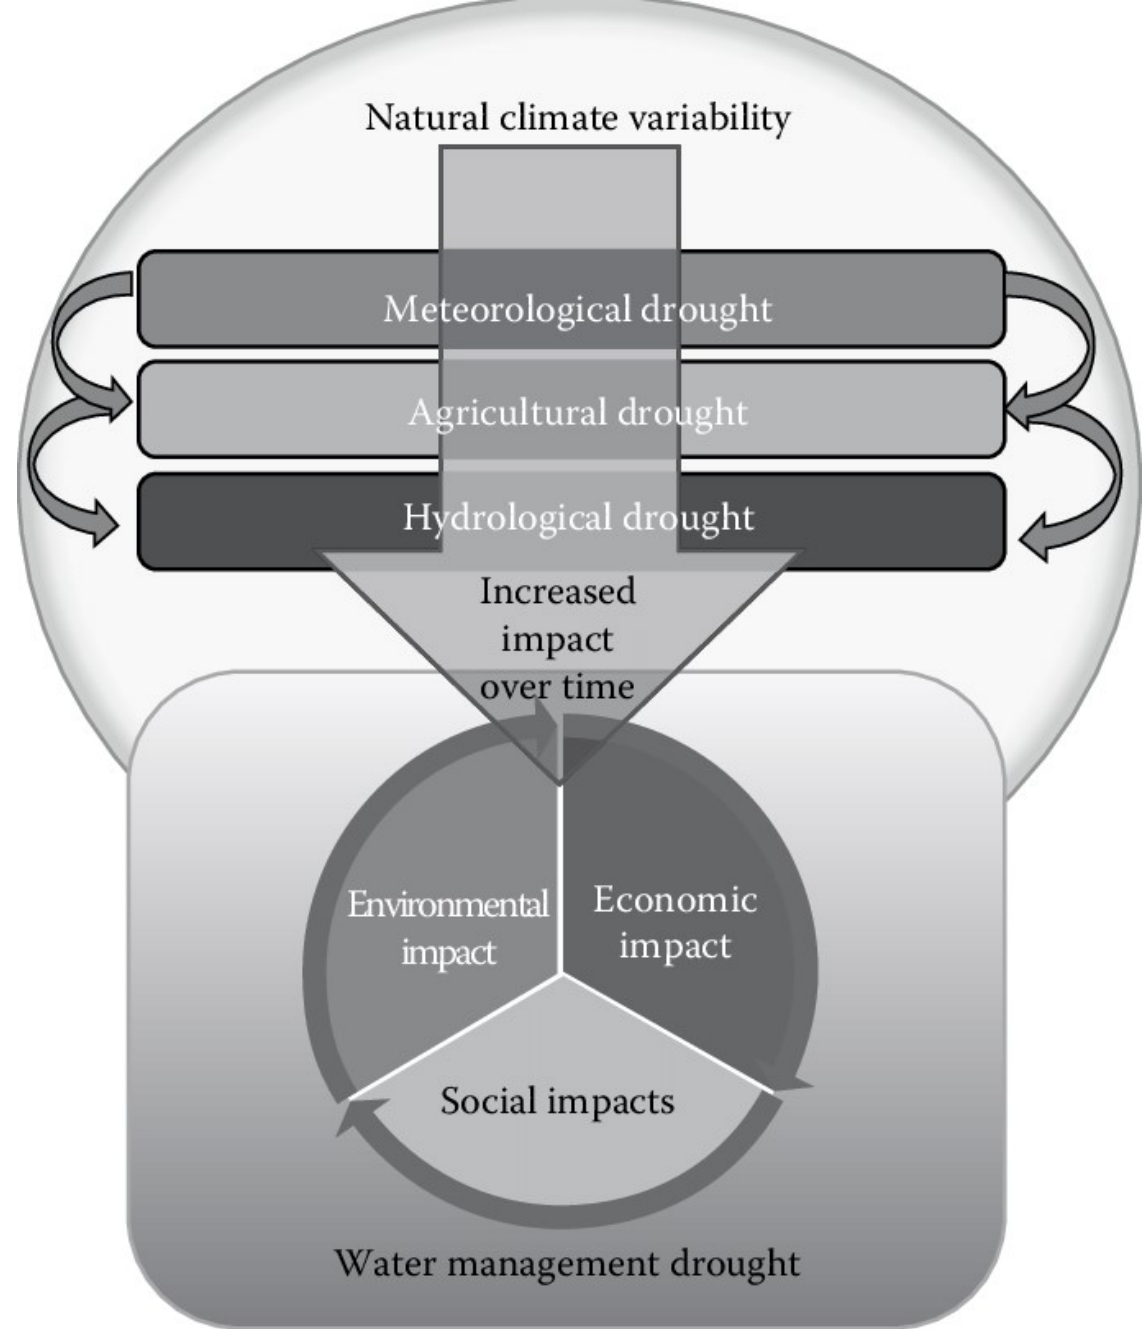 Natural climate variability
Meteorological drought
Agricultural drought
Hydrological drought
Increased
impact
over time
Environmental
impact
Economic
impact
Social impacts
Water management drought